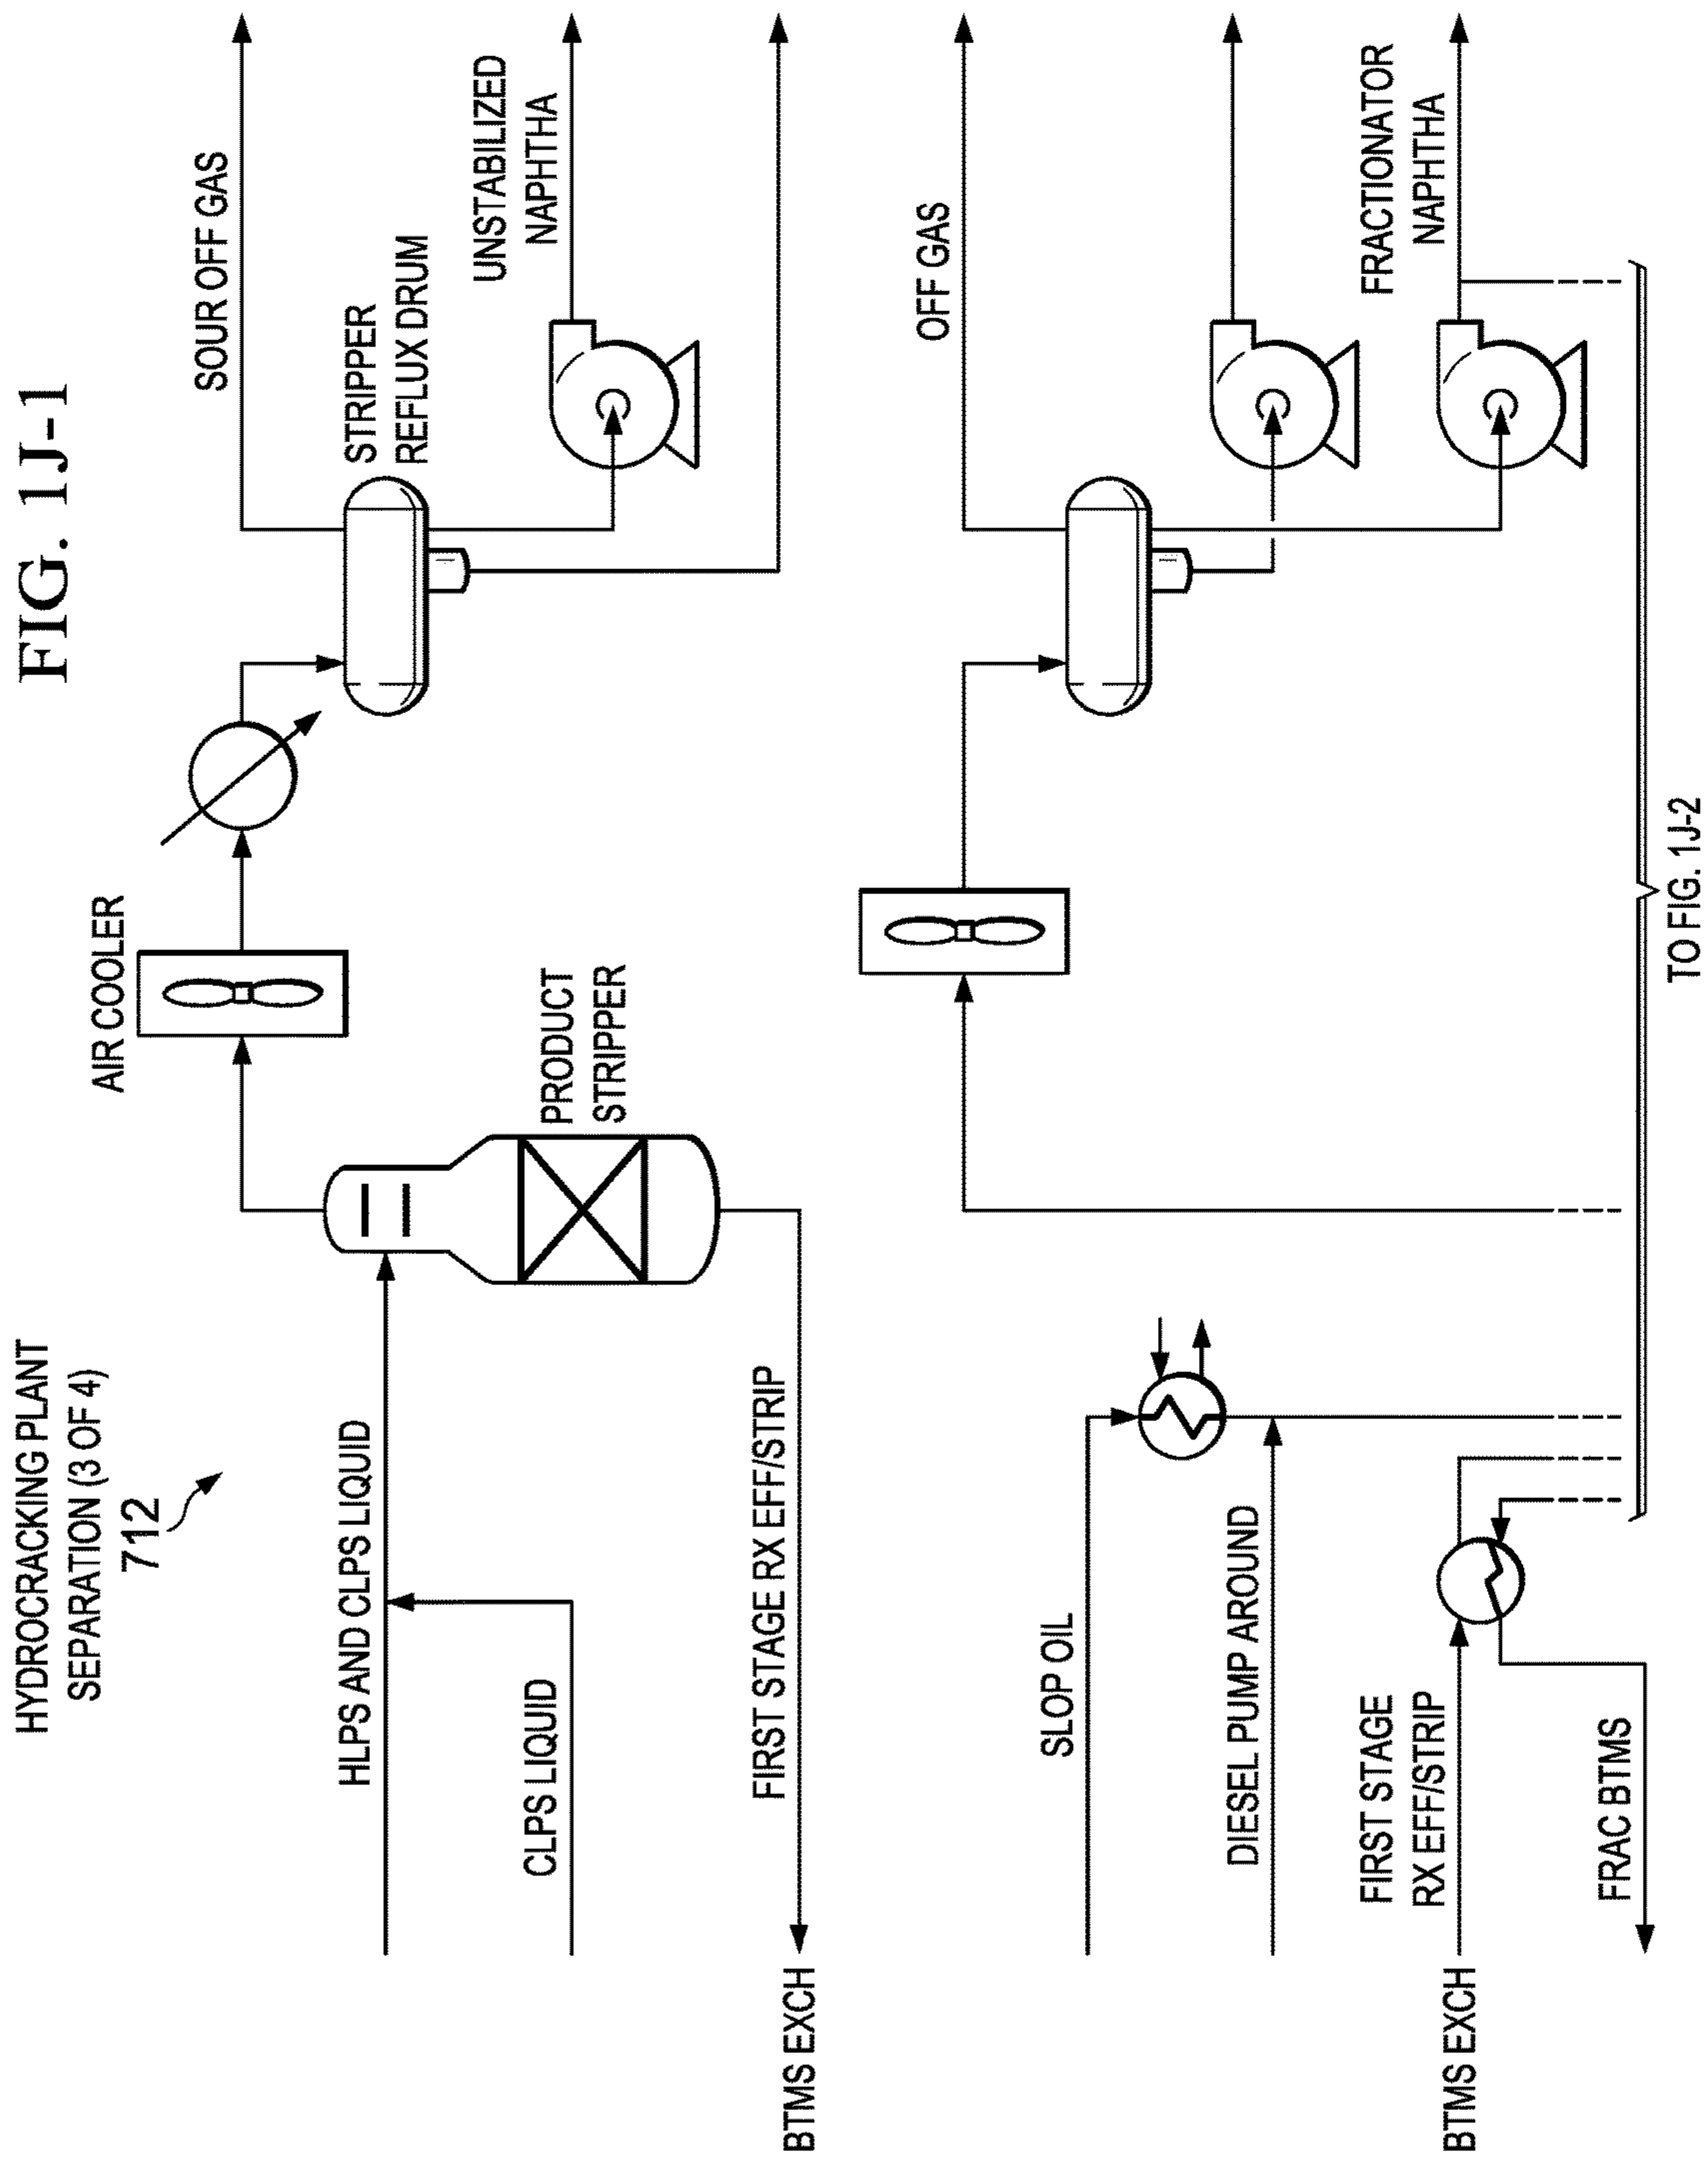 FIG. 1J-1
HYDROCRACKING PLANT
SEPARATION (3 OF 4)
712
AIR COOLER
SOUR OFF GAS
STRIPPER
REFLUX DRUM
HLPS AND CLPS LIQUID
UNSTABILIZED
NAPHTHA
CLPS LIQUID
PRODUCT
STRIPPER
FIRST STAGE RX EFF/STRIP
BTMS EXCH
OFF GAS
SLOP OIL
DIESEL PUMP AROUND
FRACTIONATOR
NAPHTHA
FIRST STAGE
RX EFF/STRIP
BTMS EXCH
FRAC BTMS
TO FIG. 1J-2